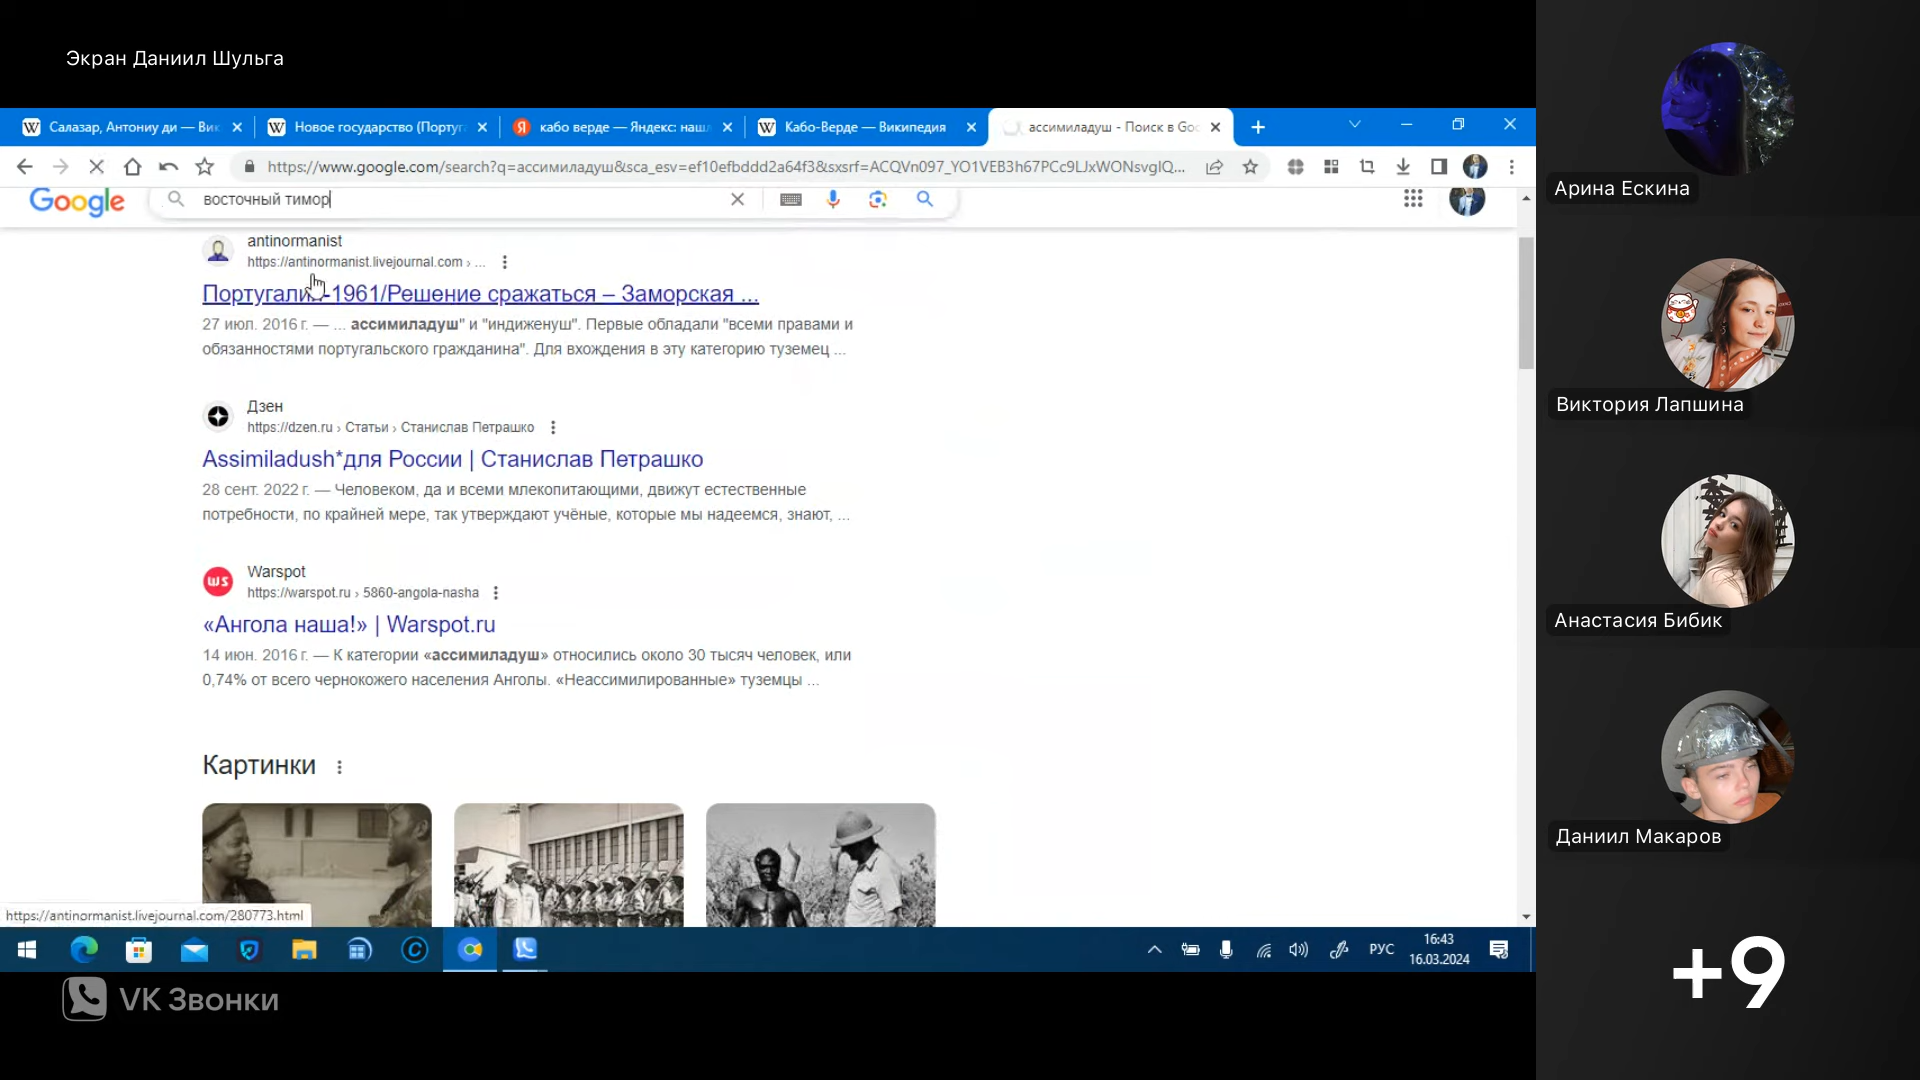 Экран Даниил Шульга
Салазар, Антониу ди — Вик
Новое государство (Португ
кабо верде — Яндекс: наш
Кабо-Верде — Википедия
ассимиладуш - Поиск в Goo
https://www.google.com/search?q=ассимиладуш&sca_esv=ef10efbddd2a64f3&sxsrf=ACQVn097_YO1VEB3h67PCc9LJxWONsvglQ...
Google
восточный тимор
antinormanist
https://antinormanist.livejournal.com › ...
Португалия-1961/Решение сражаться – Заморская ...
27 июл. 2016 г. — ... ассимиладуш" и "индиженуш". Первые обладали "всеми правами и
обязанностями португальского гражданина". Для вхождения в эту категорию туземец ...
Дзен
https://dzen.ru › Статьи › Станислав Петрашко
Assimiladush*для России | Станислав Петрашко
28 сент. 2022 г. — Человеком, да и всеми млекопитающими, движут естественные
потребности, по крайней мере, так утверждают учёные, которые мы надеемся, знают, ...
WS
Warspot
https://warspot.ru › 5860-angola-nasha
«Ангола наша!» | Warspot.ru
14 июн. 2016 г. — К категории «ассимиладуш» относились около 30 тысяч человек, или
0,74% от всего чернокожего населения Анголы. «Неассимилированные» туземцы ...
Картинки
https://antinormanist.livejournal.com/280773.html
РУС
16:43
16.03.2024
VK Звонки
Арина Ескина
Виктория Лапшина
Анастасия Бибик
Даниил Макаров
+9